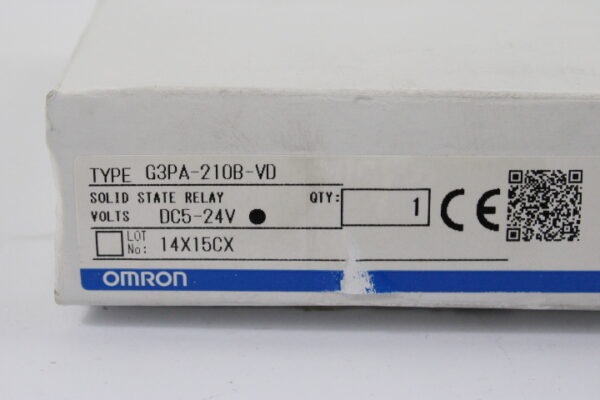 TYPE G3PA-210B-VD
SOLID STATE RELAY QTY: 1
VOLTS DC5-24V ●
LOT No: 14X15CX
CE
OMRON